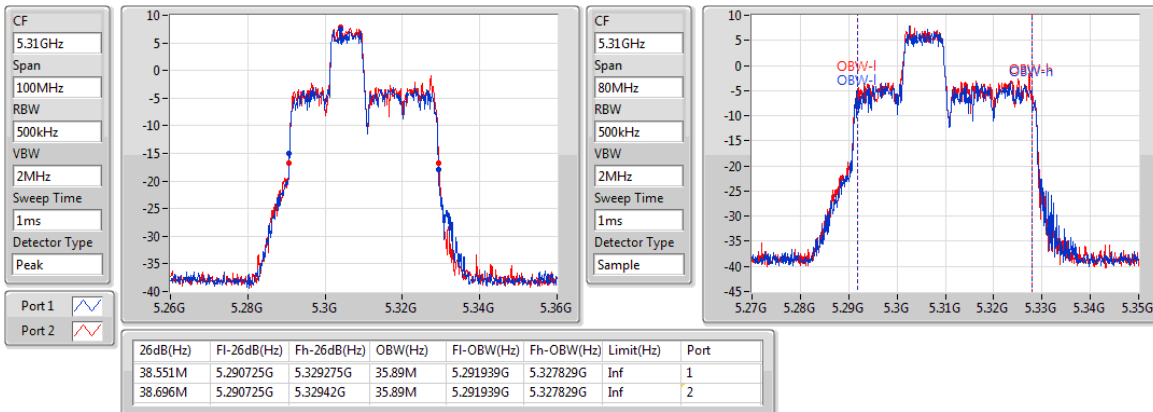 CF
5.31GHz
Span
100MHz
RBW
500kHz
VBW
2MHz
Sweep Time
1ms
Detector Type
Peak
Port 1
Port 2
10
5
0
-5
-10
-15
-20
-25
-30
-35
-40
5.26G 5.28G 5.3G 5.32G 5.34G 5.36G
CF
5.31GHz
Span
80MHz
RBW
500kHz
VBW
2MHz
Sweep Time
1ms
Detector Type
Sample
10
5
0
-5
-10
-15
-20
-25
-30
-35
-40
-45
OBW-l
OBW-l
OBW-h
5.27G 5.28G 5.29G 5.3G 5.31G 5.32G 5.33G 5.34G 5.35G
26dB(Hz) Fl-26dB(Hz) Fh-26dB(Hz) OBW(Hz) Fl-OBW(Hz) Fh-OBW(Hz) Limit(Hz) Port
38.551M 5.290725G 5.329275G 35.89M 5.291939G 5.327829G Inf 1
38.696M 5.290725G 5.32942G 35.89M 5.291939G 5.327829G Inf 2